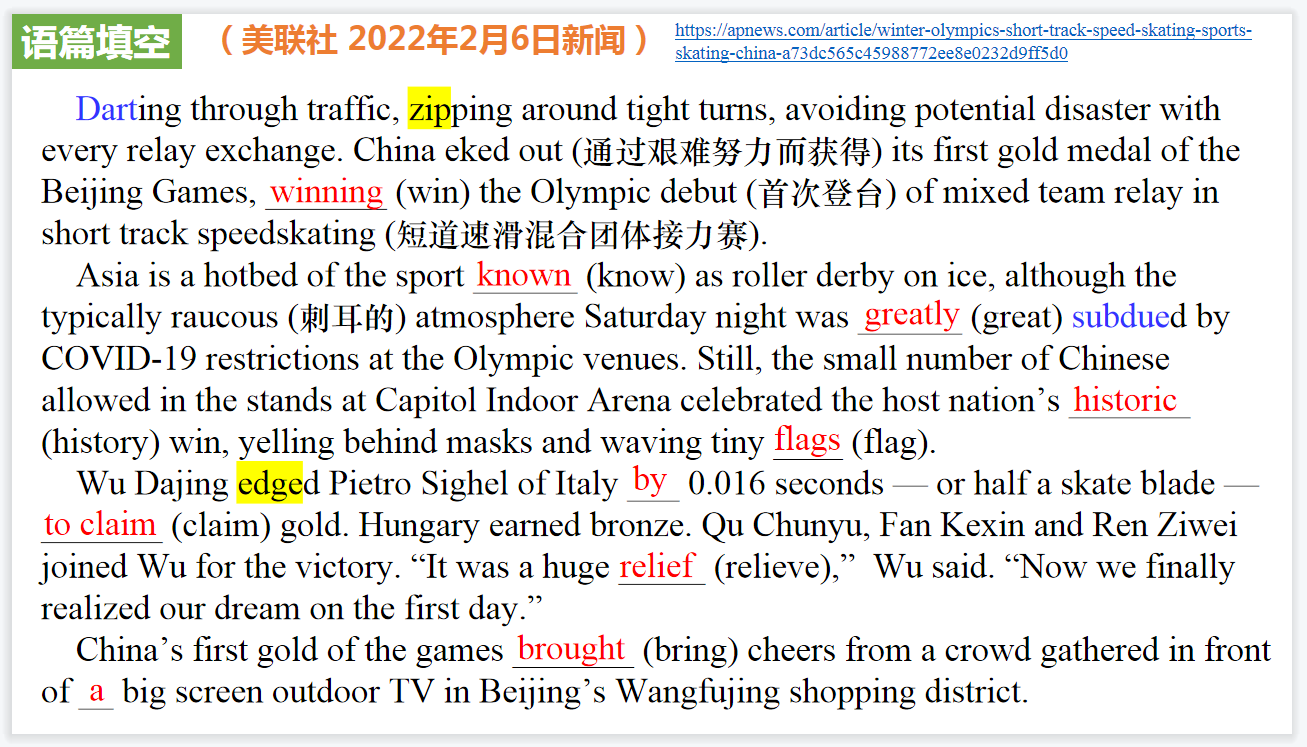 语篇填空 （美联社 2022年2月6日新闻） https://apnews.com/article/winter-olympics-short-track-speed-skating-sports-
skating-china-a73dc565c45988772ee8e0232d9ff5d0
Darting through traffic, zipping around tight turns, avoiding potential disaster with
every relay exchange. China eked out (通过艰难努力而获得) its first gold medal of the
Beijing Games, winning (win) the Olympic debut (首次登台) of mixed team relay in
short track speedskating (短道速滑混合团体接力赛).
Asia is a hotbed of the sport known (know) as roller derby on ice, although the
typically raucous (刺耳的) atmosphere Saturday night was greatly (great) subdued by
COVID-19 restrictions at the Olympic venues. Still, the small number of Chinese
allowed in the stands at Capitol Indoor Arena celebrated the host nation’s historic
(history) win, yelling behind masks and waving tiny flags (flag).
Wu Dajing edged Pietro Sighel of Italy by 0.016 seconds — or half a skate blade —
to claim (claim) gold. Hungary earned bronze. Qu Chunyu, Fan Kexin and Ren Ziwei
joined Wu for the victory. “It was a huge relief (relieve),” Wu said. “Now we finally
realized our dream on the first day.”
China’s first gold of the games brought (bring) cheers from a crowd gathered in front
of a big screen outdoor TV in Beijing’s Wangfujing shopping district.